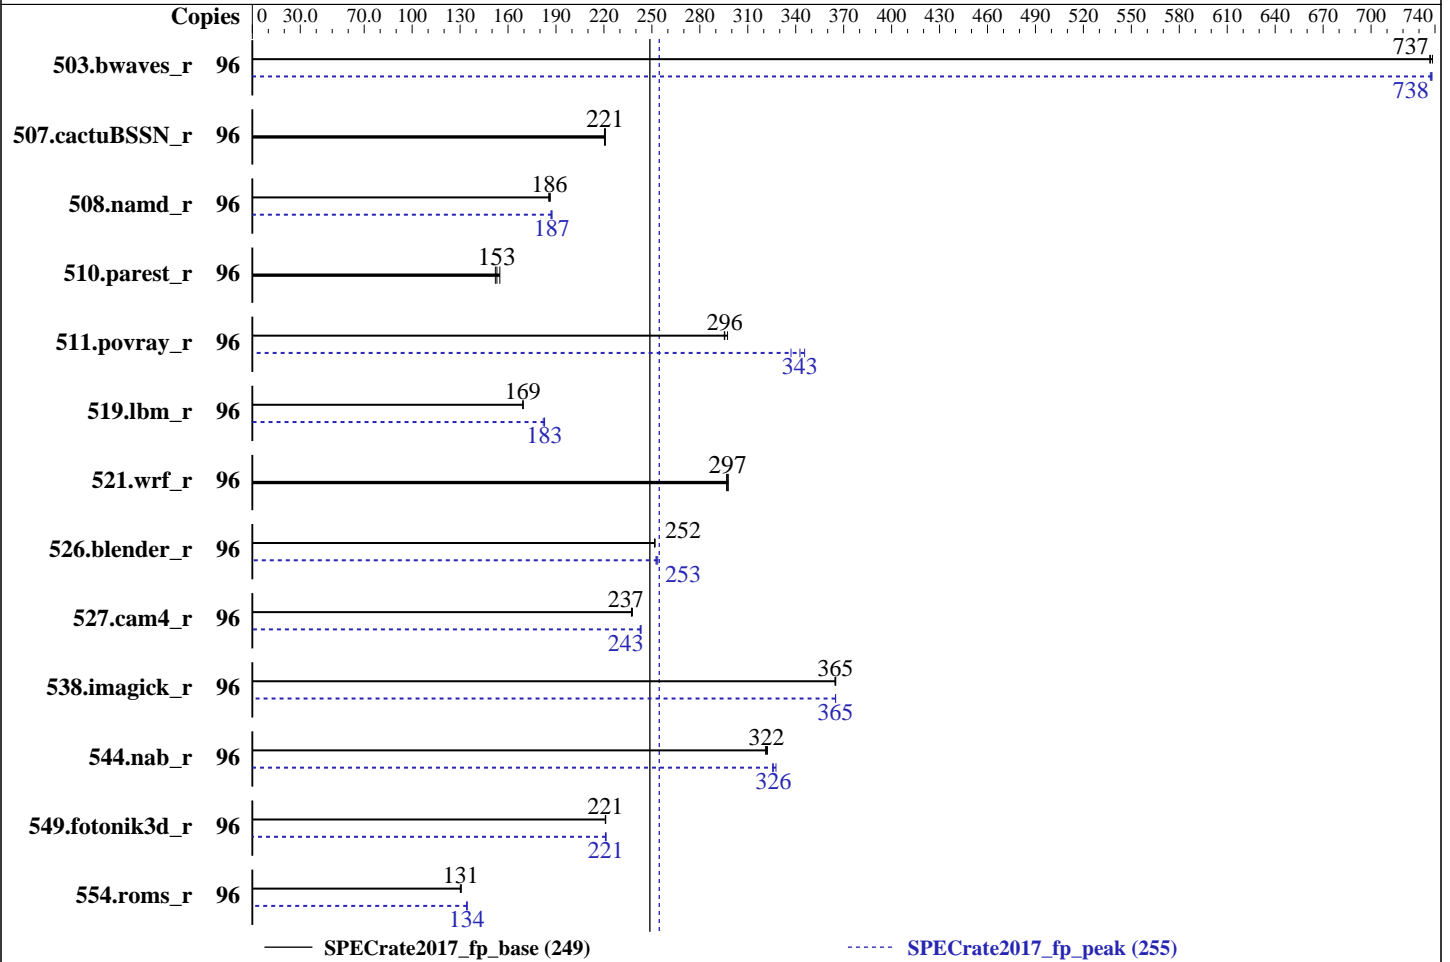 Copies 0 30.0 70.0 100 130 160 190 220 250 280 310 340 370 400 430 460 490 520 550 580 610 640 670 700 740
503.bwaves_r 96 737
738
507.cactuBSSN_r 96 221
508.namd_r 96 186
187
510.parest_r 96 153
511.povray_r 96 296
343
519.lbm_r 96 169
183
521.wrf_r 96 297
526.blender_r 96 252
253
527.cam4_r 96 237
243
538.imagick_r 96 365
365
544.nab_r 96 322
326
549.fotonik3d_r 96 221
221
554.roms_r 96 131
134
SPECrate2017_fp_base (249) SPECrate2017_fp_peak (255)